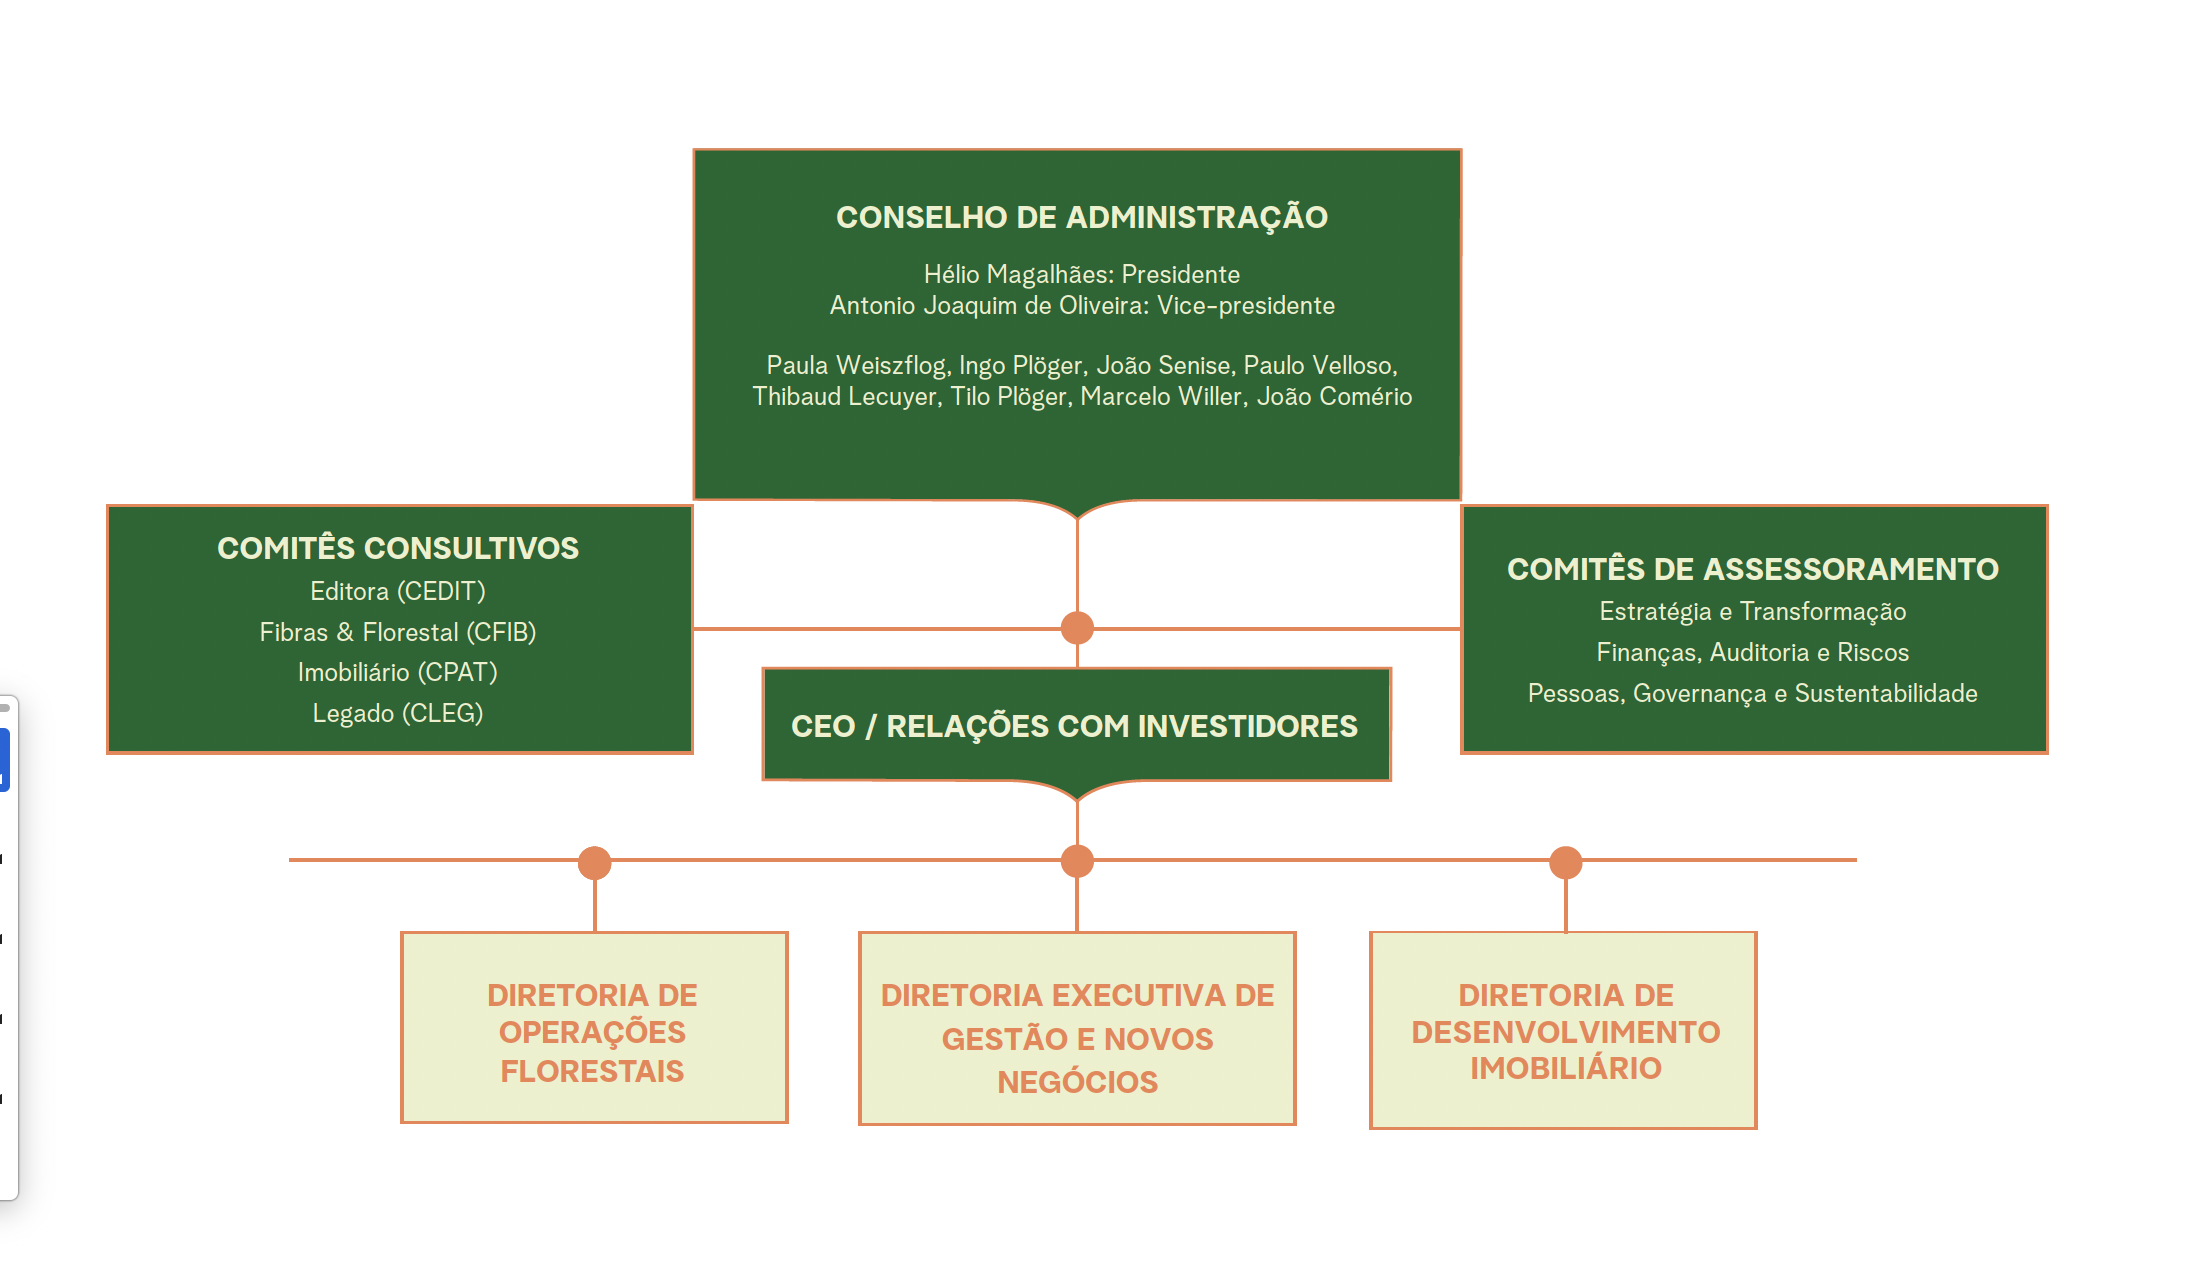 CONSELHO DE ADMINISTRAÇÃO
Hélio Magalhães: Presidente
Antonio Joaquim de Oliveira: Vice-presidente
Paula Weiszflog, Ingo Plöger, João Senise, Paulo Velloso,
Thibaud Lecuyer, Tilo Plöger, Marcelo Willer, João Comério
COMITÊS CONSULTIVOS
Editora (CEDIT)
Fibras & Florestal (CFIB)
Imobiliário (CPAT)
Legado (CLEG)
COMITÊS DE ASSESSORAMENTO
Estratégia e Transformação
Finanças, Auditoria e Riscos
Pessoas, Governança e Sustentabilidade
CEO / RELAÇÕES COM INVESTIDORES
DIRETORIA DE
OPERAÇÕES
FLORESTAIS
DIRETORIA EXECUTIVA DE
GESTÃO E NOVOS
NEGÓCIOS
DIRETORIA DE
DESENVOLVIMENTO
IMOBILIÁRIO